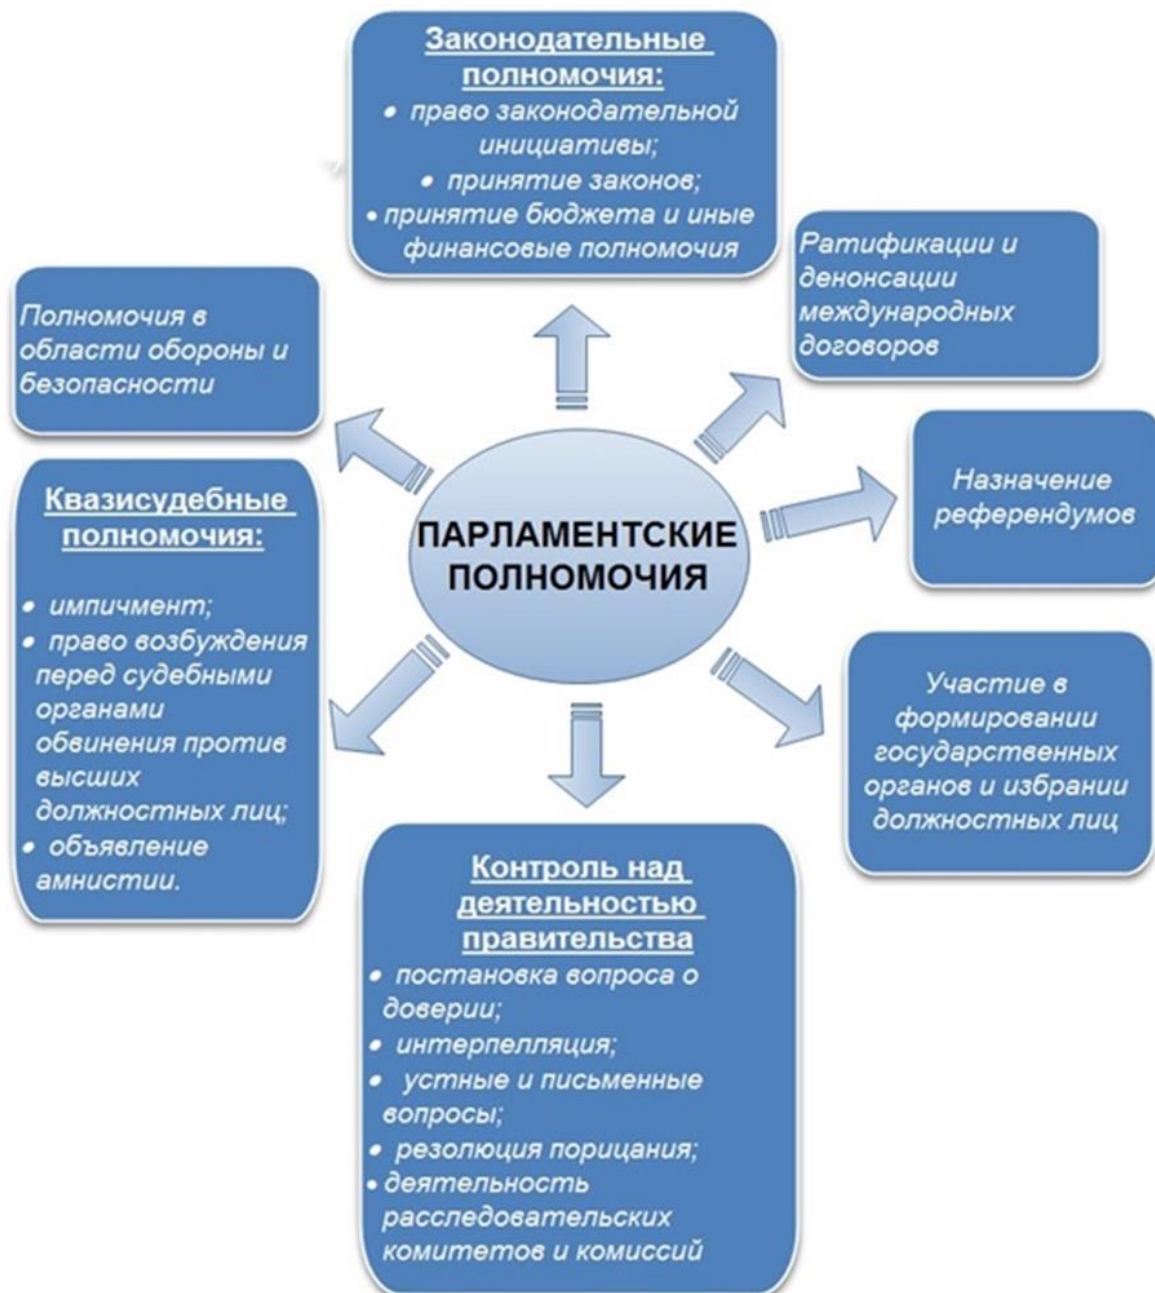 Законодательные
полномочия:
• право законодательной
инициативы;
• принятие законов;
• принятие бюджета и иные
финансовые полномочия
Ратификации и
денонсации
международных
договоров
Полномочия в
области обороны и
безопасности
Назначение
референдумов
ПАРЛАМЕНТСКИЕ
ПОЛНОМОЧИЯ
Квазисудебные
полномочия:
• импичмент;
• право возбуждения
перед судебными
органами
обвинения против
высших
должностных лиц;
• объявление
амнистии.
Участие в
формировании
государственных
органов и избрании
должностных лиц
Контроль над
деятельностью
правительства
• постановка вопроса о
доверии;
• интерпелляция;
• устные и письменные
вопросы;
• резолюция порицания;
• деятельность
расследовательских
комитетов и комиссий